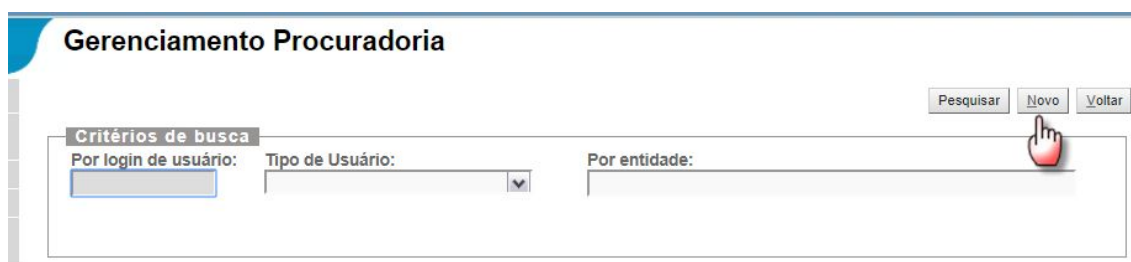 Gerenciamento Procuradoria
Pesquisar Novo Voltar
Critérios de busca
Por login de usuário: Tipo de Usuário: Por entidade: